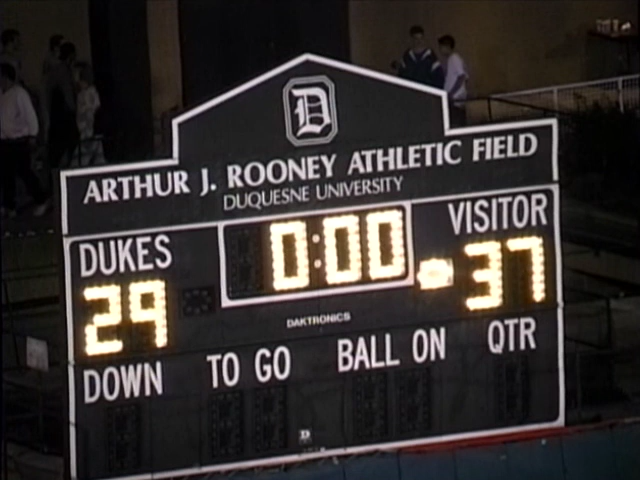 D
ARTHUR J. ROONEY ATHLETIC FIELD
DUQUESNE UNIVERSITY
DUKES 0:00 VISITOR
29 37
DAKTRONICS
DOWN TO GO BALL ON QTR
D